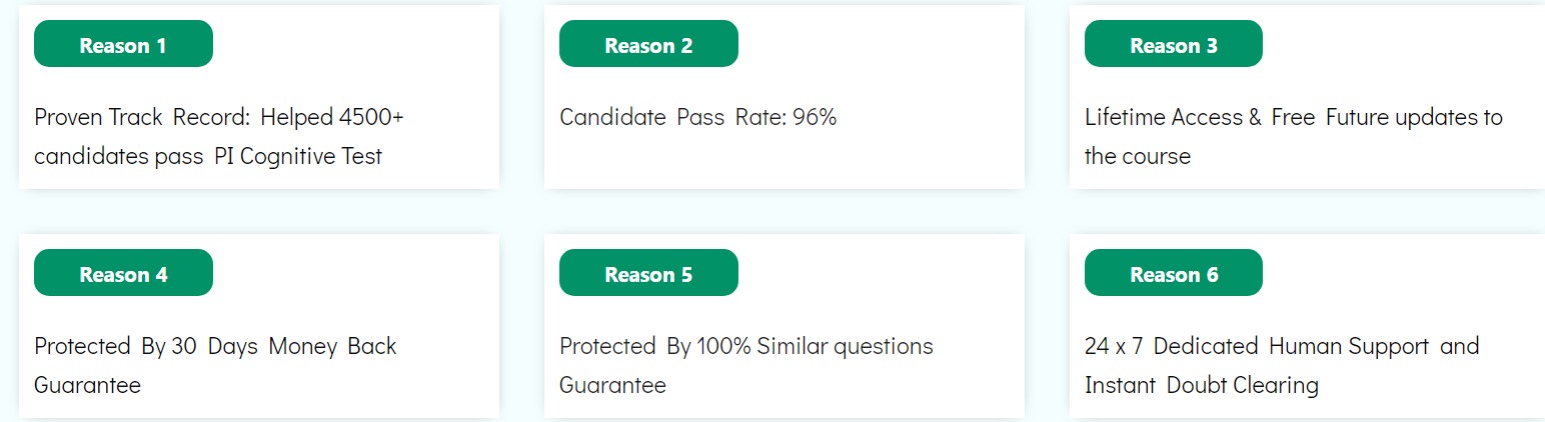 Reason 1
Proven Track Record: Helped 4500+
candidates pass PI Cognitive Test
Reason 2
Candidate Pass Rate: 96%
Reason 3
Lifetime Access & Free Future updates to
the course
Reason 4
Protected By 30 Days Money Back
Guarantee
Reason 5
Protected By 100% Similar questions
Guarantee
Reason 6
24 x 7 Dedicated Human Support and
Instant Doubt Clearing